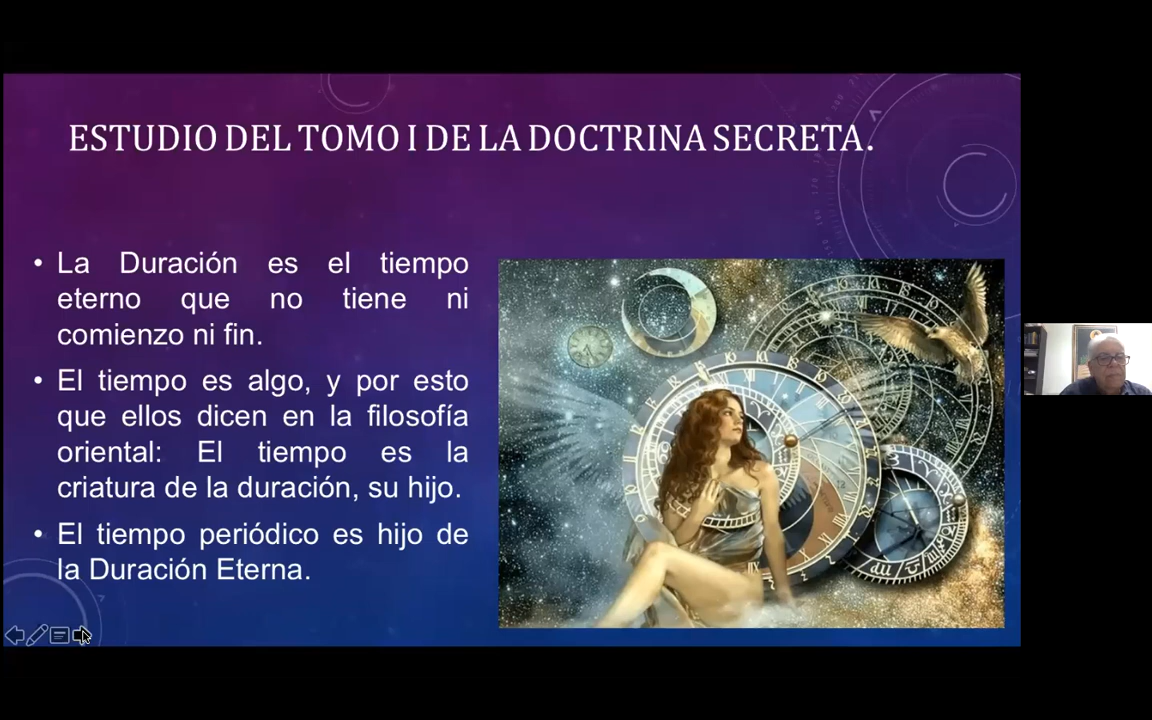 ESTUDIO DEL TOMO I DE LA DOCTRINA SECRETA.
• La Duración es el tiempo
eterno que no tiene ni
comienzo ni fin.
• El tiempo es algo, y por esto
que ellos dicen en la filosofía
oriental: El tiempo es la
criatura de la duración, su hijo.
• El tiempo periódico es hijo de
la Duración Eterna.